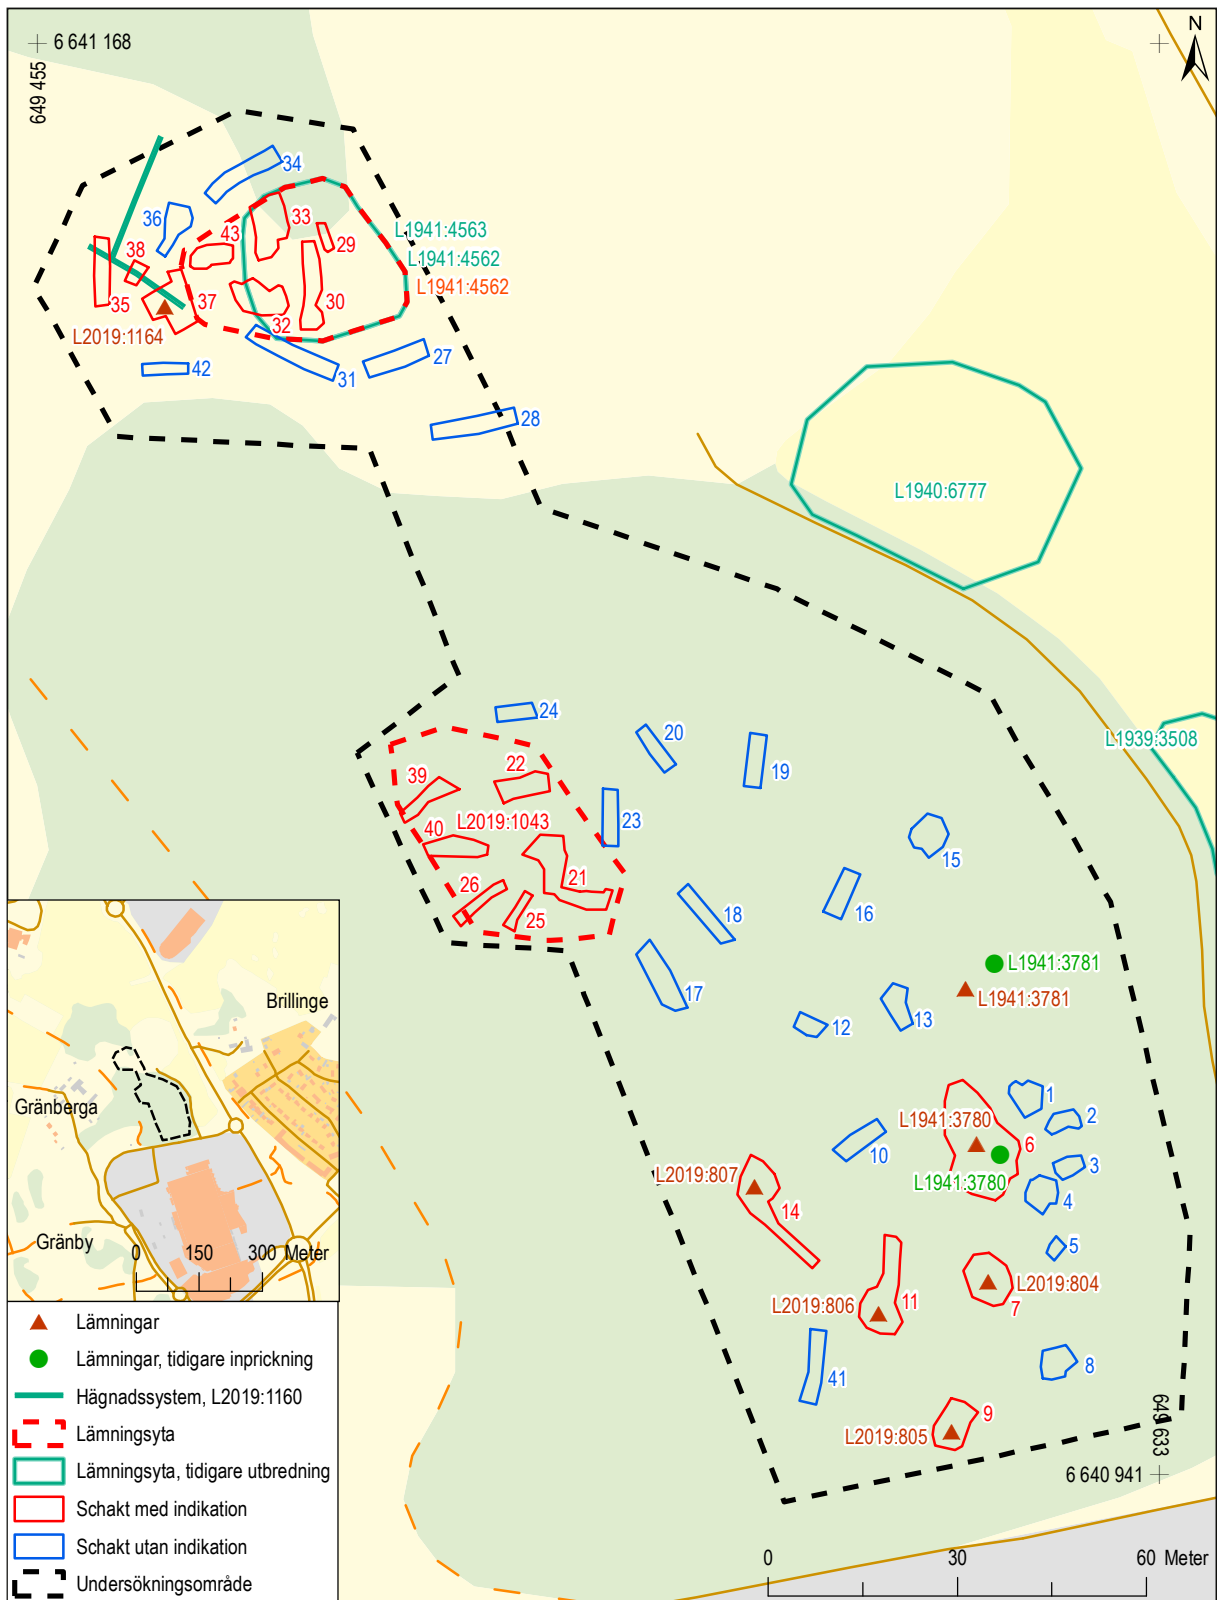 6 641 168
649 455
N
34
36
33
43
29
L1941:4563
L1941:4562
L1941:4562
38
35
37
30
32
L2019:1164
42
31
27
28
L1940:6777
24
20
19
L1939:3508
39
22
40
L2019:1043
23
21
26
25
15
16
18
17
L1941:3781
L1941:3781
12
13
1
2
L1941:3780
6
3
10
L1941:3780
4
L2019:807
14
5
L2019:804
7
L2019:806
11
8
41
9
L2019:805
649 633
6 640 941
Brillinge
Gränberga
Gränby
0 150 300 Meter
Lämningar
Lämningar, tidigare inprickning
Hägnadssystem, L2019:1160
Lämningsyta
Lämningsyta, tidigare utbredning
Schakt med indikation
Schakt utan indikation
Undersökningsområde
0 30 60 Meter